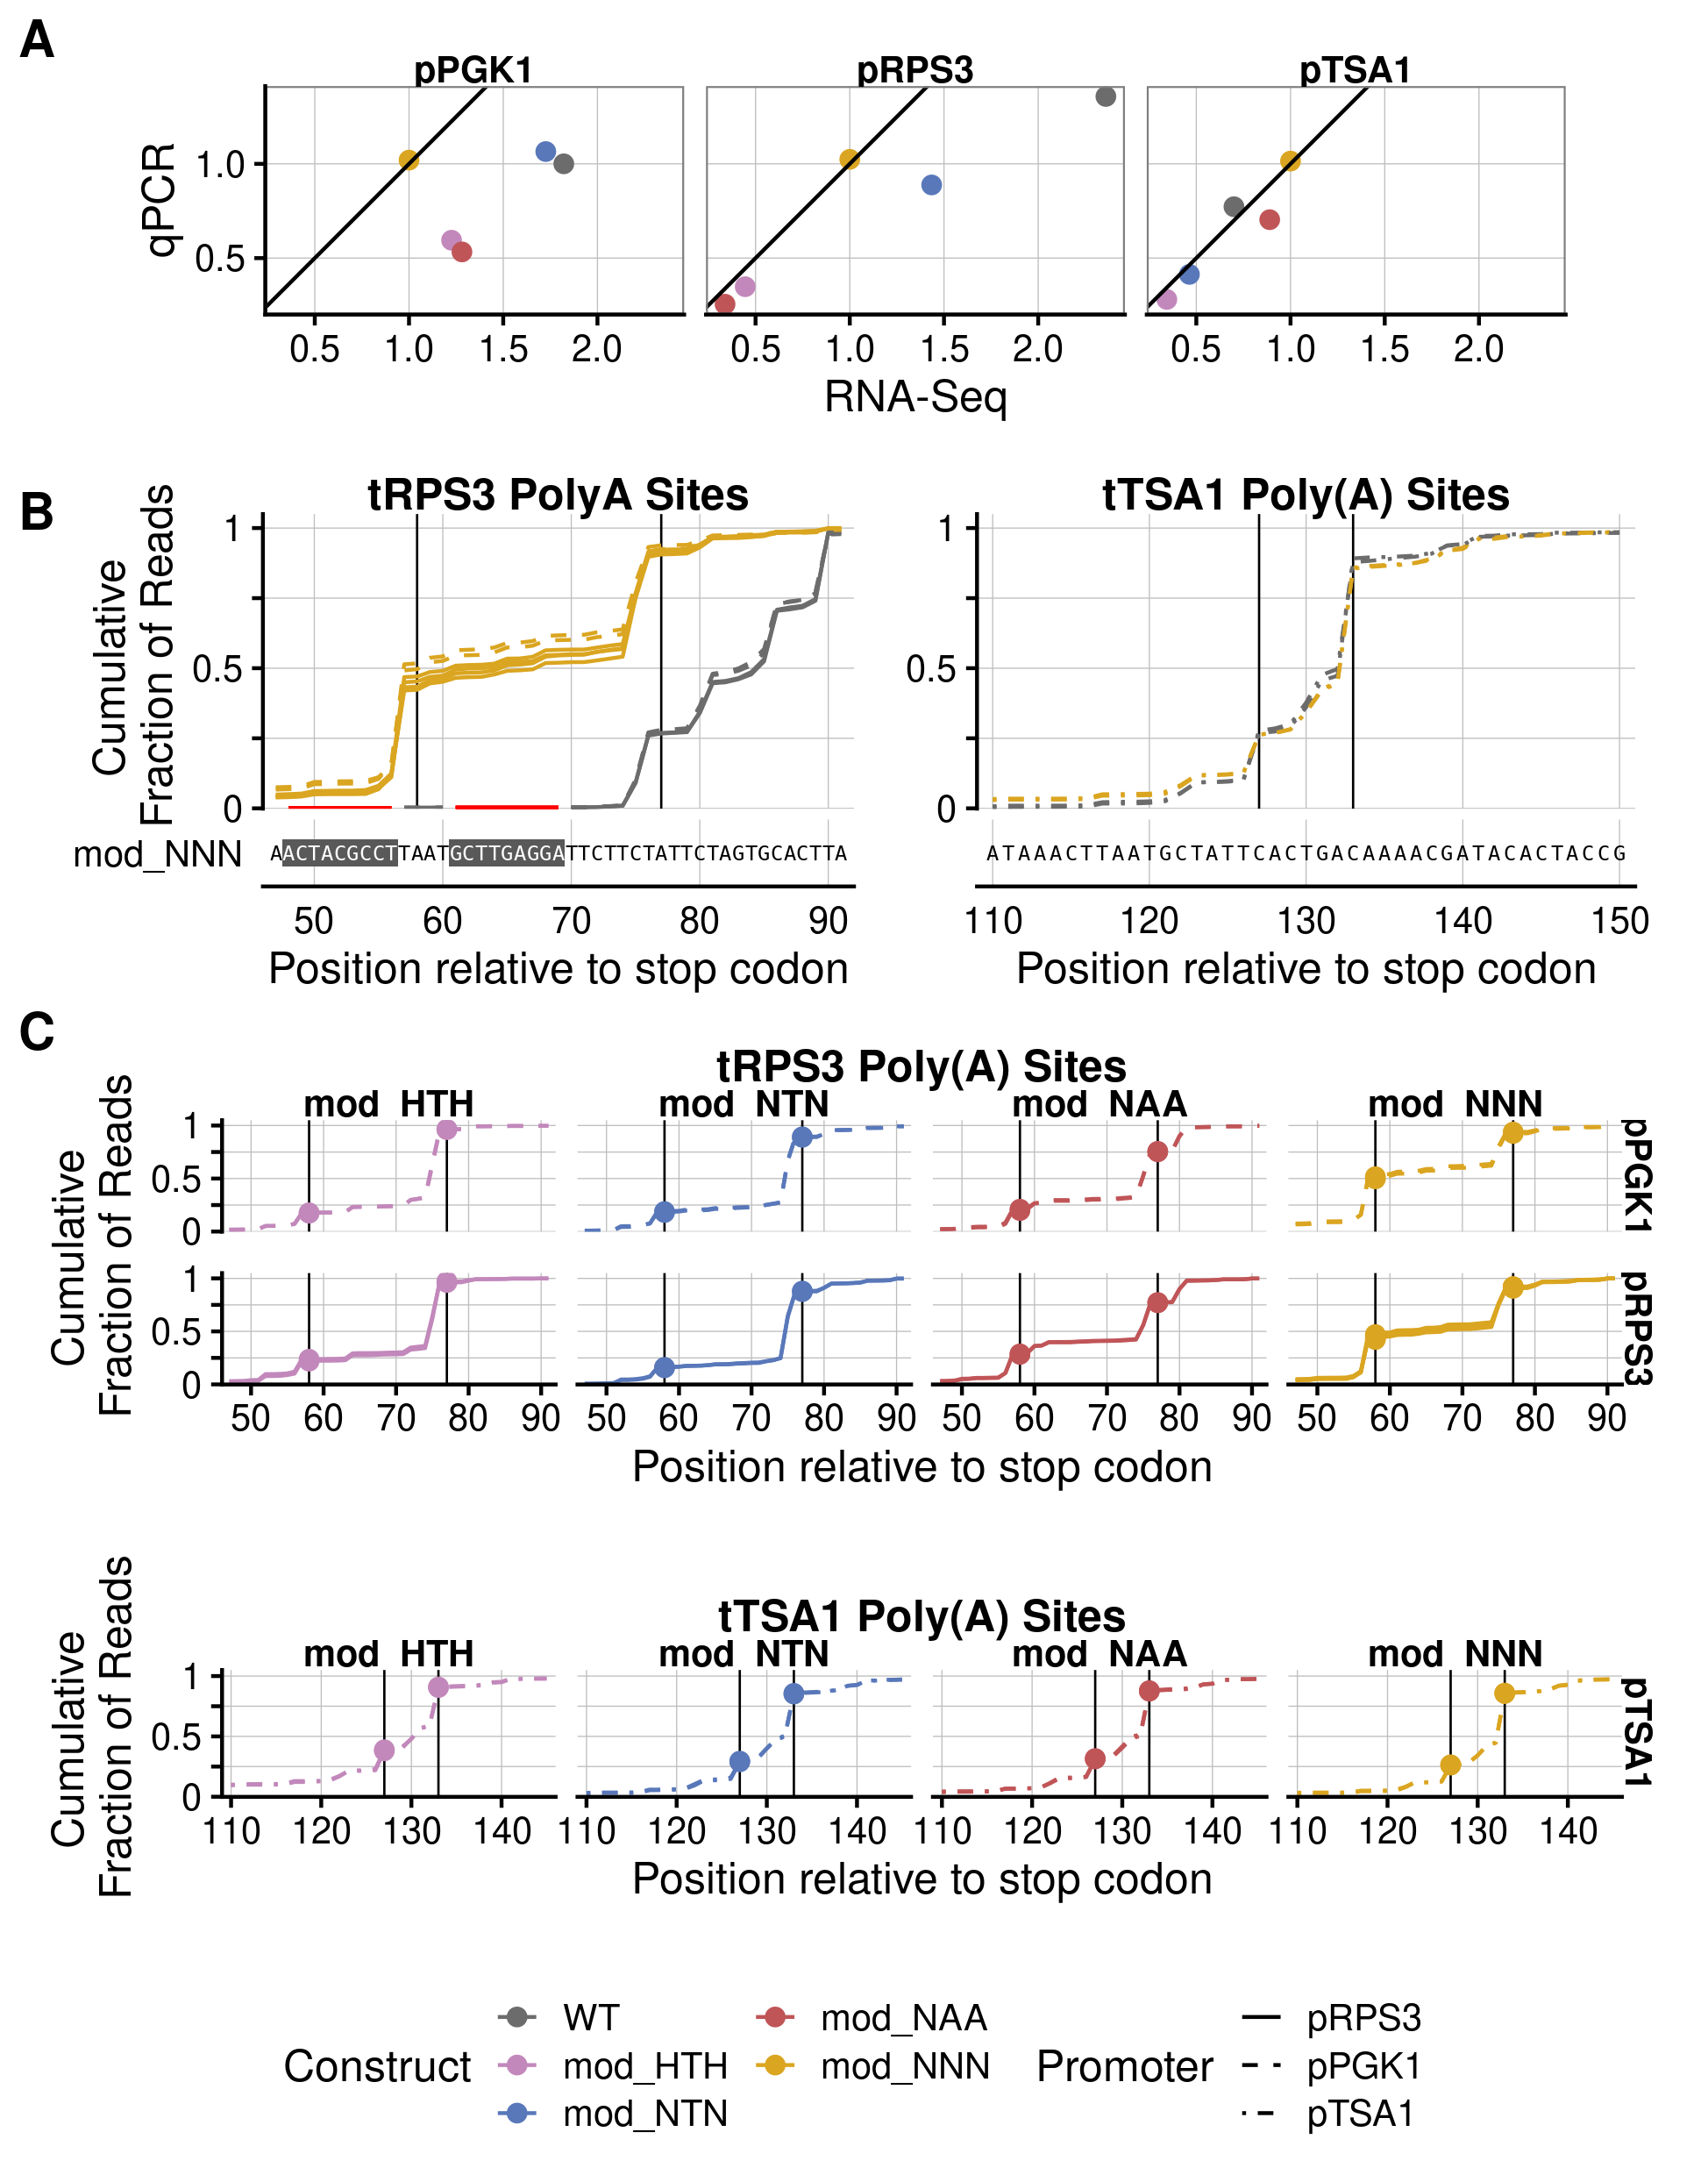 A
pPGK1 pRPS3 pTSA1
qPCR
1.0
0.5
0.5 1.0 1.5 2.0 0.5 1.0 1.5 2.0 0.5 1.0 1.5 2.0
RNA-Seq
B
tRPS3 PolyA Sites tTSA1 Poly(A) Sites
Cumulative
Fraction of Reads
1 1
0.5 0.5
0 0
mod_NNN AACTACGCCTTAATGCTTGAGGATTCTTCTATTCTAGTGCACTTA ATAAACTTAATGCTATTCACTGACAAAACGATACACTACCG
50 60 70 80 90 110 120 130 140 150
Position relative to stop codon Position relative to stop codon
C
tRPS3 Poly(A) Sites
mod HTH mod NTN mod NAA mod NNN
Cumulative
Fraction of Reads
1
0.5
0
pPGK1
Cumulative
Fraction of Reads
1
0.5
0
pRPS3
50 60 70 80 90 50 60 70 80 90 50 60 70 80 90 50 60 70 80 90
Position relative to stop codon
tTSA1 Poly(A) Sites
mod HTH mod NTN mod NAA mod NNN
Cumulative
Fraction of Reads
1
0.5
0
pTSA1
110 120 130 140 110 120 130 140 110 120 130 140 110 120 130 140
Position relative to stop codon
Construct
WT
mod_HTH
mod_NTN
mod_NAA
mod_NNN
Promoter
pRPS3
pPGK1
pTSA1